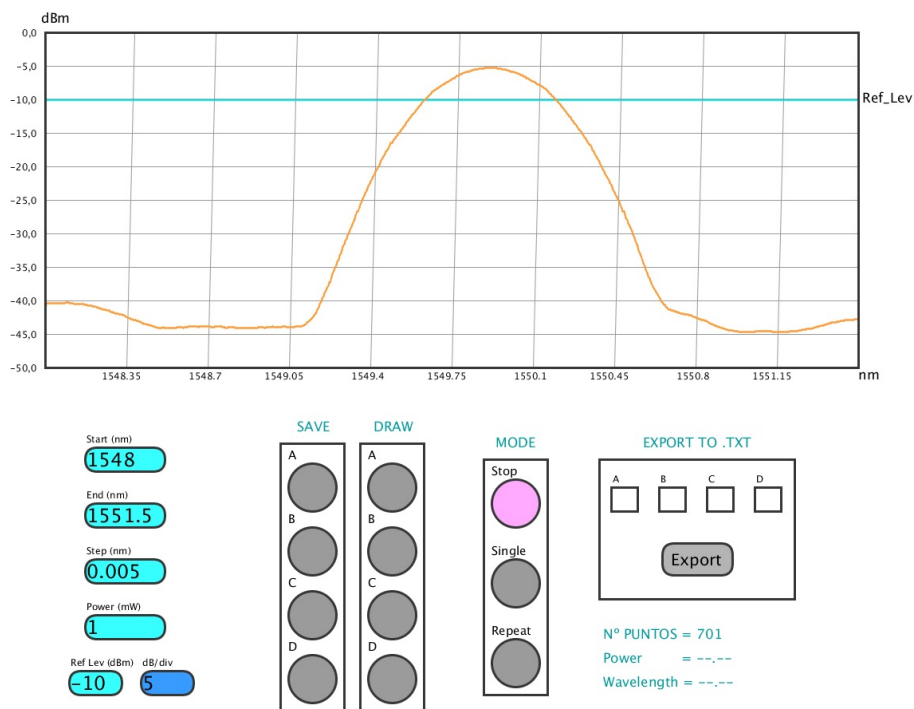 dBm
0,0
-5,0
-10,0
Ref_Lev
-15,0
-20,0
-25,0
-30,0
-35,0
-40,0
-45,0
-50,0
1548.35 1548.7 1549.05 1549.4 1549.75 1550.1 1550.45 1550.8 1551.15 nm
Start (nm)
1548
End (nm)
1551.5
Step (nm)
0.005
Power (mW)
1
Ref Lev (dBm) dB/div
-10 5
SAVE
A
B
C
D
DRAW
A
B
C
D
MODE
Stop
Single
Repeat
EXPORT TO .TXT
A B C D
Export
Nº PUNTOS = 701
Power = --.--
Wavelength = --.--